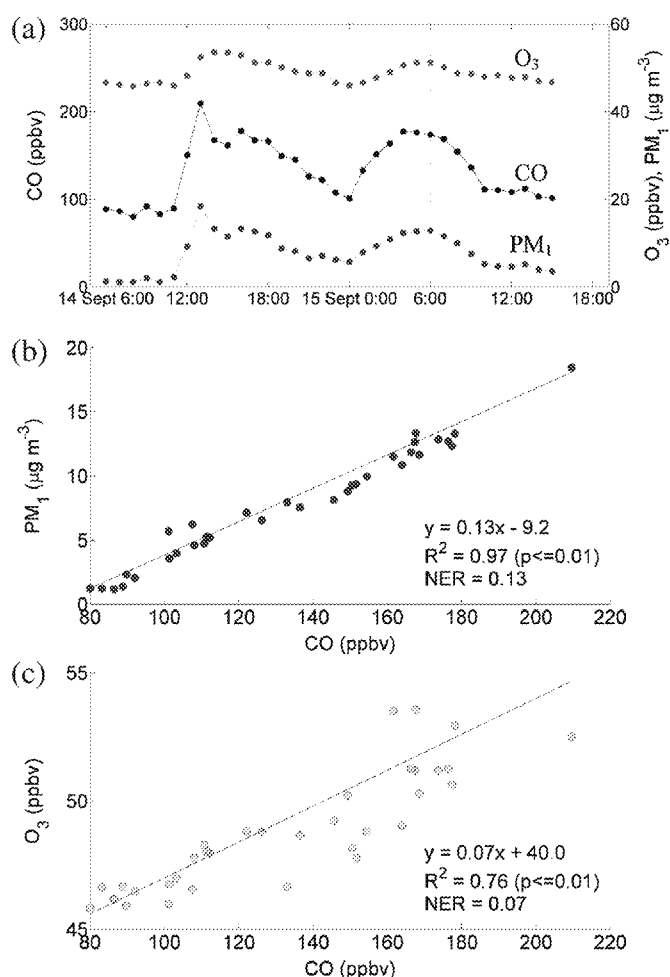 (a)
300
200
100
0
CO
(ppbv)
60
40
20
0
O3 (ppbv), PM1 (µg m-3)
O3
CO
PM1
14 Sept 6:00 12:00 18:00 15 Sept 0:00 6:00 12:00 18:00
(b)
20
15
10
5
0
PM1 (µg m-3)
y = 0.13x - 9.2
R2 = 0.97 (p<=0.01)
NER = 0.13
80 100 120 140 160 180 200 220
CO (ppbv)
(c)
55
50
45
O3 (ppbv)
y = 0.07x + 40.0
R2 = 0.76 (p<=0.01)
NER = 0.07
80 100 120 140 160 180 200 220
CO (ppbv)